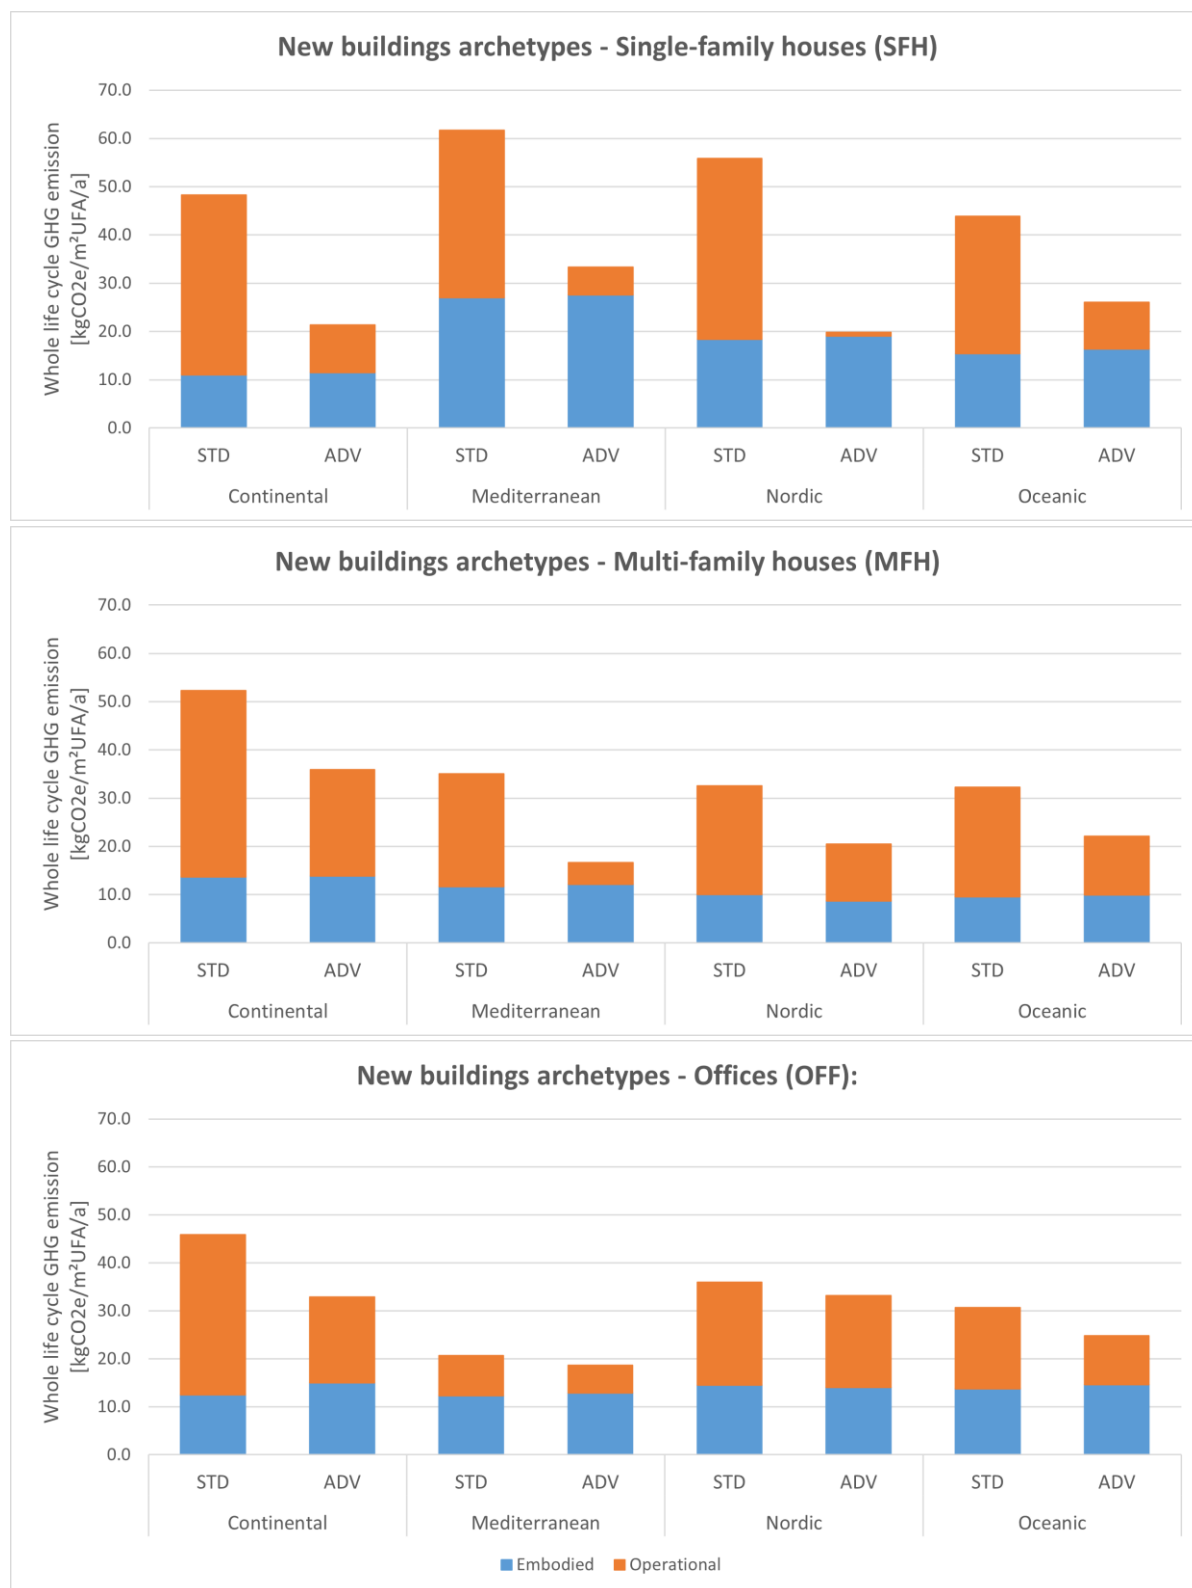 New buildings archetypes - Single-family houses (SFH)
Whole life cycle GHG emission
[kgCO2e/m²UFA/a]
70.0
60.0
50.0
40.0
30.0
20.0
10.0
0.0
STD ADV STD ADV STD ADV STD ADV
Continental Mediterranean Nordic Oceanic
New buildings archetypes - Multi-family houses (MFH)
Whole life cycle GHG emission
[kgCO2e/m²UFA/a]
70.0
60.0
50.0
40.0
30.0
20.0
10.0
0.0
STD ADV STD ADV STD ADV STD ADV
Continental Mediterranean Nordic Oceanic
New buildings archetypes - Offices (OFF):
Whole life cycle GHG emission
[kgCO2e/m²UFA/a]
70.0
60.0
50.0
40.0
30.0
20.0
10.0
0.0
STD ADV STD ADV STD ADV STD ADV
Continental Mediterranean Nordic Oceanic
Embodied Operational